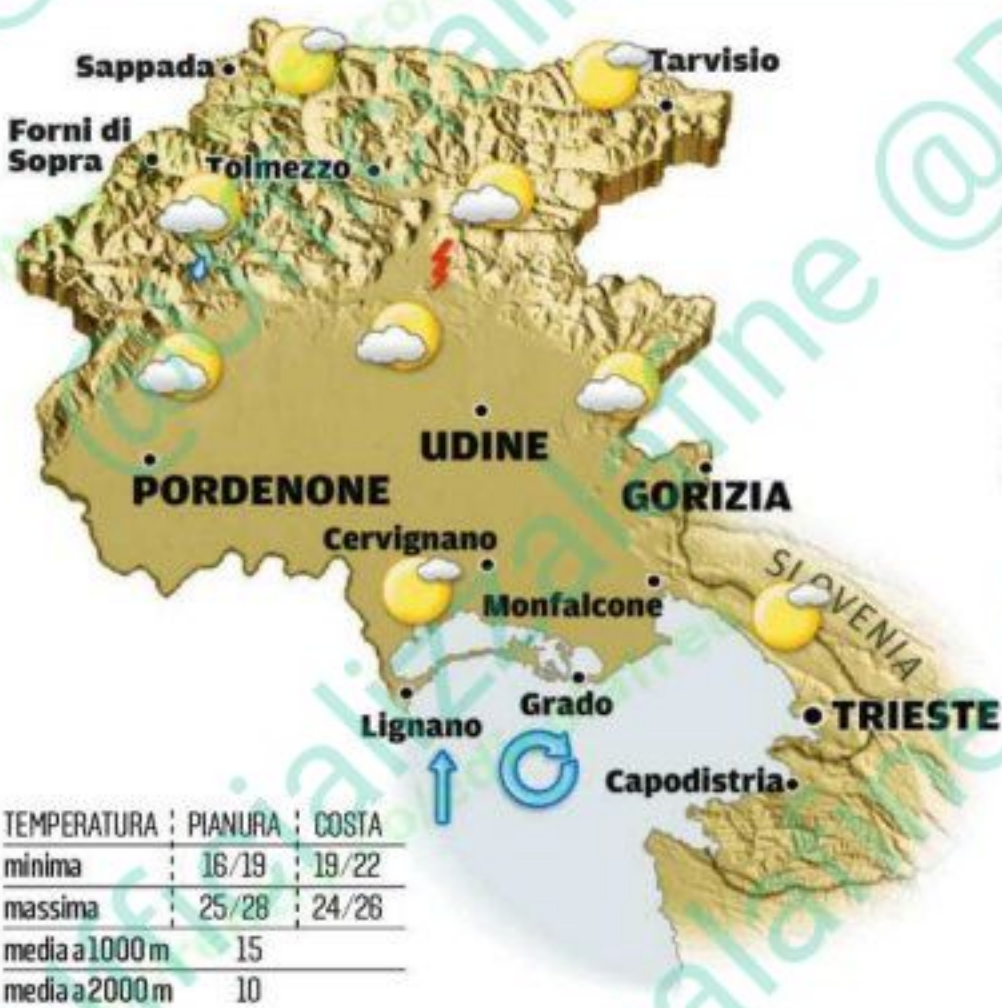 Sappada
Tarvisio
Forni di
Sopra
Tolmezzo
UDINE
PORDENONE
GORIZIA
Cervignano
Monfalcone
SLOVENIA
Grado
Lignano
TRIESTE
Capodistria
TEMPERATURA PIANURA COSTA
minima 16/19 19/22
massima 25/28 24/26
media a 1000 m 15
media a 2000 m 10